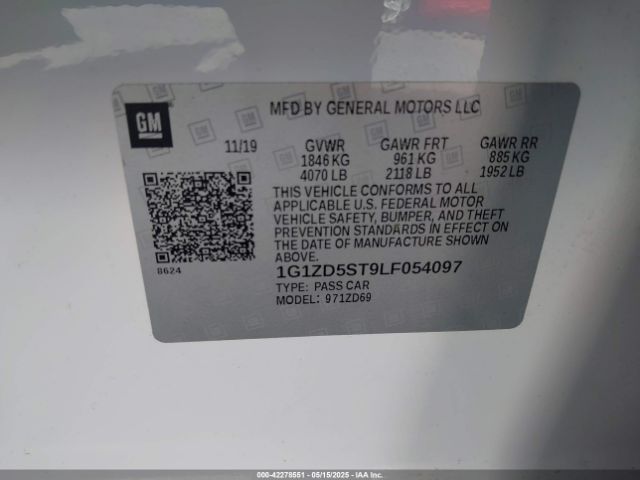 GM
MFD BY GENERAL MOTORS LLC
11/19 GVWR GAWR FRT GAWR RR
1846 KG 961 KG 885 KG
4070 LB 2118 LB 1952 LB
THIS VEHICLE CONFORMS TO ALL
APPLICABLE U.S. FEDERAL MOTOR
VEHICLE SAFETY, BUMPER, AND THEFT
PREVENTION STANDARDS IN EFFECT ON
THE DATE OF MANUFACTURE SHOWN
ABOVE.
8624
1G1ZD5ST9LF054097
TYPE: PASS CAR
MODEL: 971ZD69
000-42278551 - 05/15/2025 - IAA, Inc.